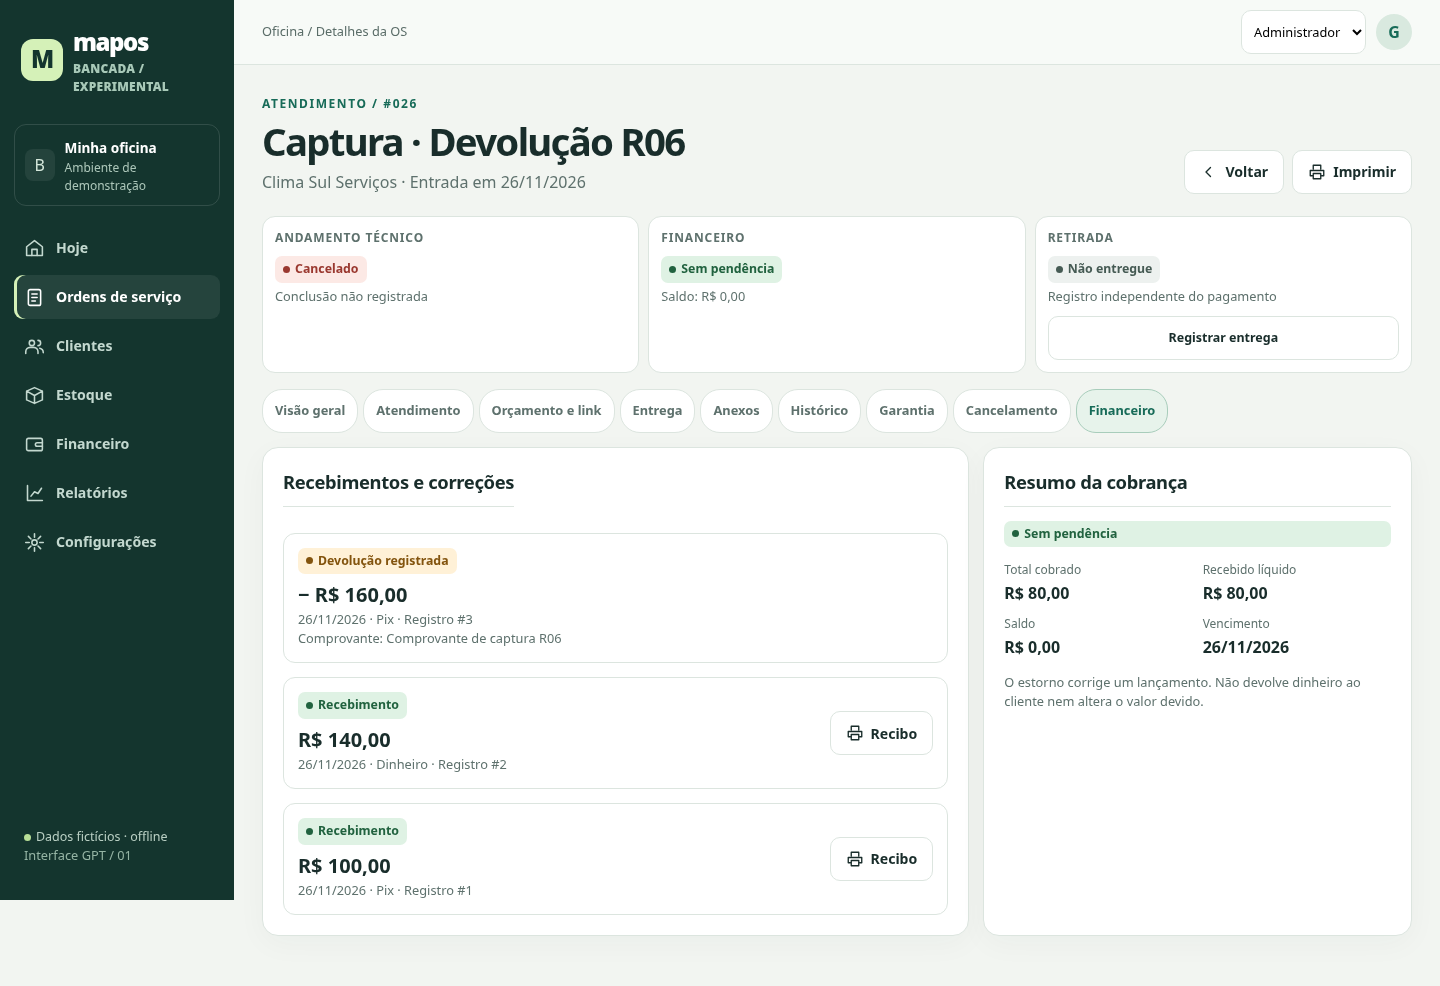 M
mapos
BANCADA /
EXPERIMENTAL
B
Minha oficina
Ambiente de
demonstração
Hoje
Ordens de serviço
Clientes
Estoque
Financeiro
Relatórios
Configurações
Dados fictícios · offline
Interface GPT / 01
Oficina / Detalhes da OS
Administrador
G
ATENDIMENTO / #026
Captura · Devolução R06
Clima Sul Serviços · Entrada em 26/11/2026
Voltar
Imprimir
ANDAMENTO TÉCNICO
Cancelado
Conclusão não registrada
FINANCEIRO
Sem pendência
Saldo: R$ 0,00
RETIRADA
Não entregue
Registro independente do pagamento
Registrar entrega
Visão geral
Atendimento
Orçamento e link
Entrega
Anexos
Histórico
Garantia
Cancelamento
Financeiro
Recebimentos e correções
Devolução registrada
− R$ 160,00
26/11/2026 · Pix · Registro #3
Comprovante: Comprovante de captura R06
Recebimento
R$ 140,00
26/11/2026 · Dinheiro · Registro #2
Recibo
Recebimento
R$ 100,00
26/11/2026 · Pix · Registro #1
Recibo
Resumo da cobrança
Sem pendência
Total cobrado
R$ 80,00
Recebido líquido
R$ 80,00
Saldo
R$ 0,00
Vencimento
26/11/2026
O estorno corrige um lançamento. Não devolve dinheiro ao
cliente nem altera o valor devido.